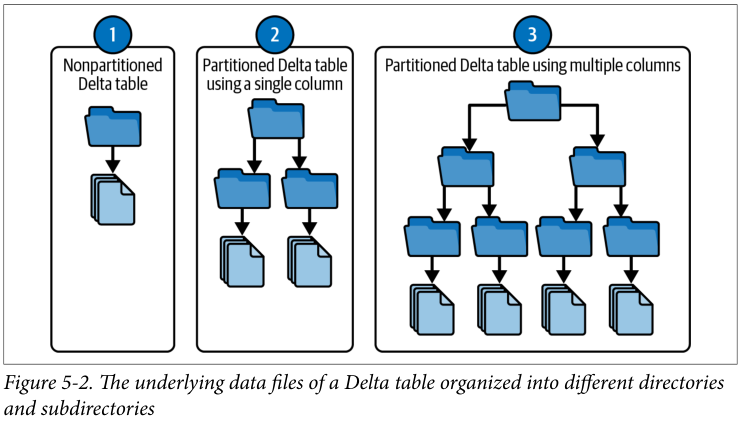 1
Nonpartitioned
Delta table
2
Partitioned Delta table
using a single column
3
Partitioned Delta table using multiple columns
Figure 5-2. The underlying data files of a Delta table organized into different directories
and subdirectories